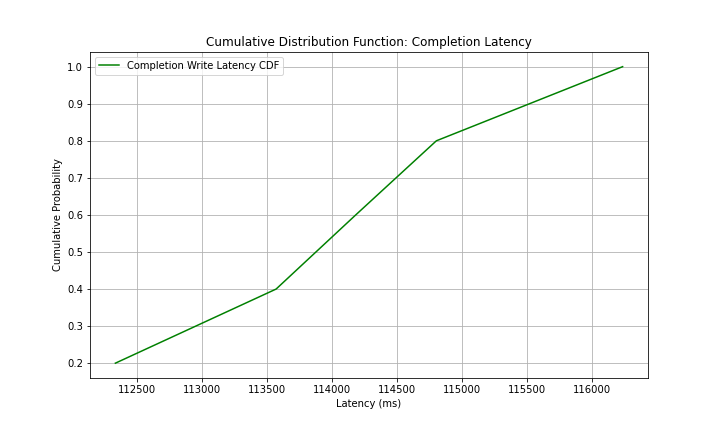 Cumulative Distribution Function: Completion Latency
Completion Write Latency CDF
1.0
0.9
0.8
0.7
0.6
0.5
0.4
0.3
0.2
Cumulative Probability
112500 113000 113500 114000 114500 115000 115500 116000
Latency (ms)